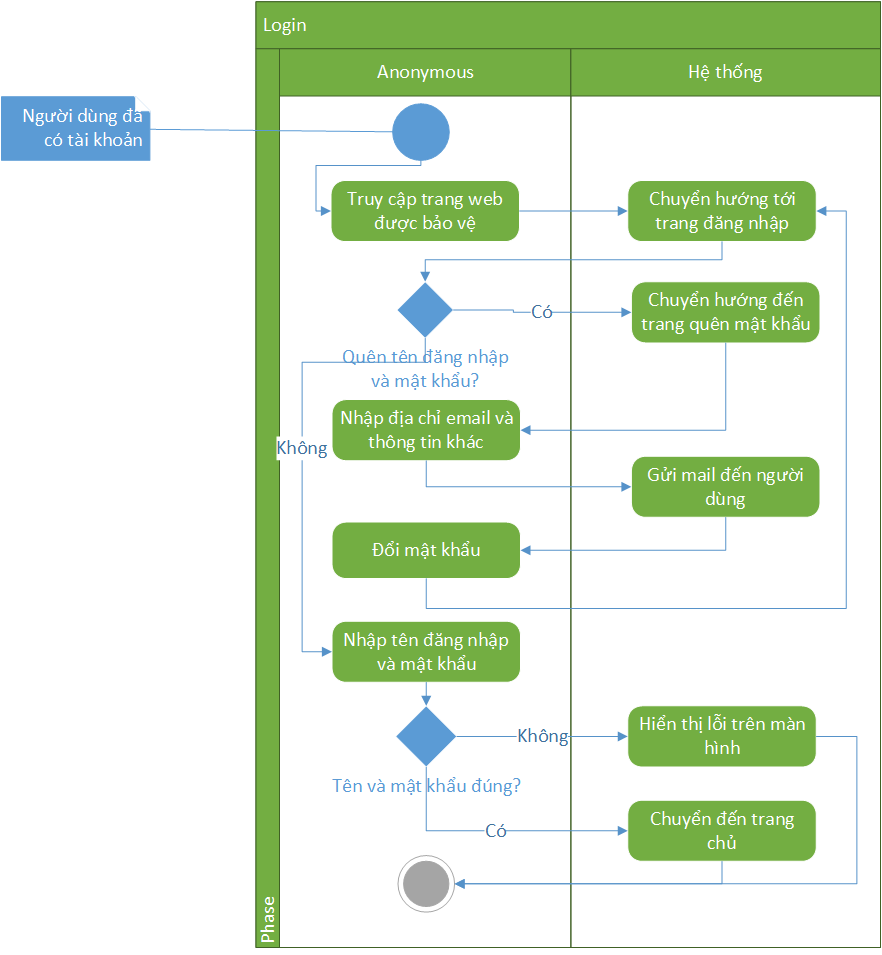 Login
Anonymous
Hệ thống
Người dùng đã
có tài khoản
Truy cập trang web
được bảo vệ
Chuyển hướng tới
trang đăng nhập
Chuyển hướng đến
trang quên mật khẩu
Có
Quên tên đăng nhập
và mật khẩu?
Nhập địa chỉ email và
thông tin khác
Không
Gửi mail đến người
dùng
Đổi mật khẩu
Nhập tên đăng nhập
và mật khẩu
Không
Hiển thị lỗi trên màn
hình
Tên và mật khẩu đúng?
Có
Chuyển đến trang
chủ
Phase